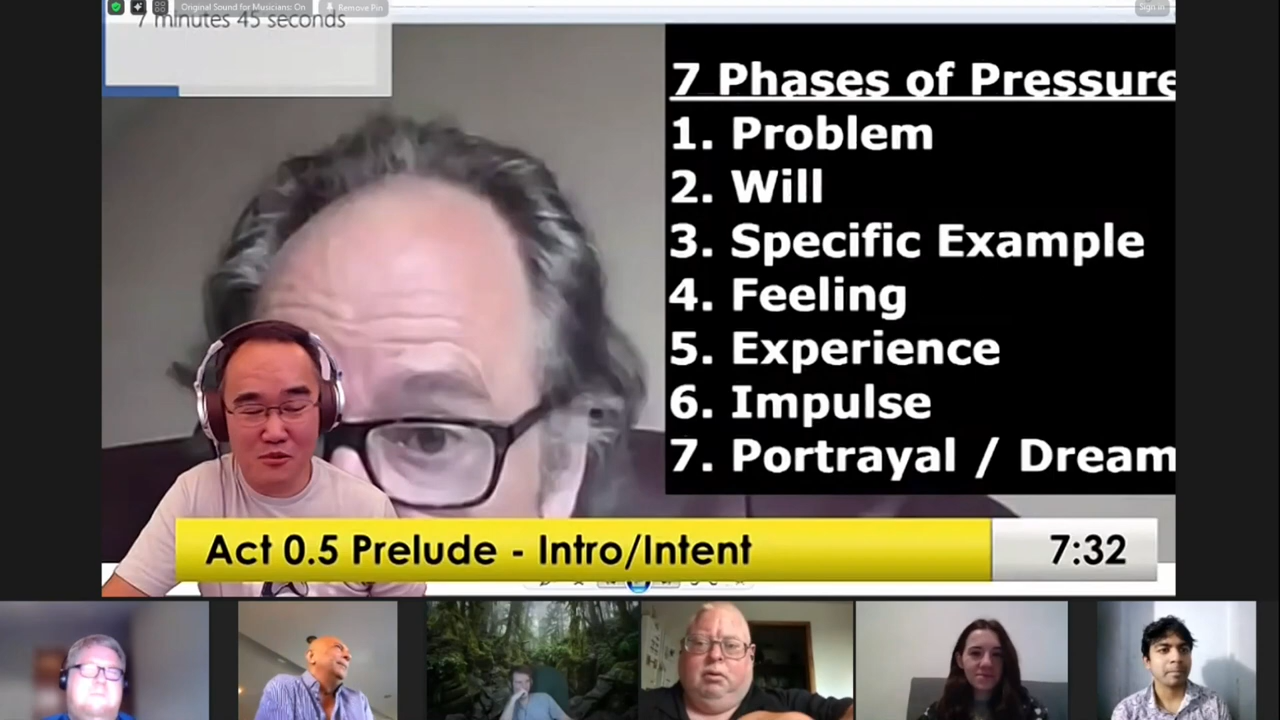 Original Sound for Musicians: On
Remove Pin
Sign in
7 minutes 45 seconds
7 Phases of Pressure
1. Problem
2. Will
3. Specific Example
4. Feeling
5. Experience
6. Impulse
7. Portrayal / Dream
Act 0.5 Prelude - Intro/Intent
7:32